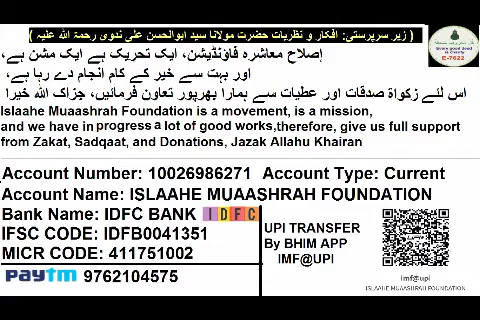 ( زیر سرپرستی: افکار و نظریات حضرت مولانا سید ابوالحسن علی ندوی رحمۃ اللہ علیہ )
إصلاح معاشرہ فاؤنڈیشن، ایک تحریک ہے ایک مشن ہے،
اور بہت سے خیر کے کام انجام دے رہا ہے،
اس لئے زکواۃ صدقات اور عطیات سے ہمارا بھرپور تعاون فرمائیں، جزاک اللہ خیرا
E-7622
Islaahe Muaashrah Foundation is a movement, is a mission,
and we have in progress a lot of good works,therefore, give us full support
from Zakat, Sadqaat, and Donations, Jazak Allahu Khairan
Account Number: 10026986271 Account Type: Current
Account Name: ISLAAHE MUAASHRAH FOUNDATION
Bank Name: IDFC BANK IDFC
IFSC CODE: IDFB0041351
MICR CODE: 411751002
paytm 9762104575
UPI TRANSFER
By BHIM APP
IMF@UPI
imf@upi
ISLAAHE MUAASHRAH FOUNDATION